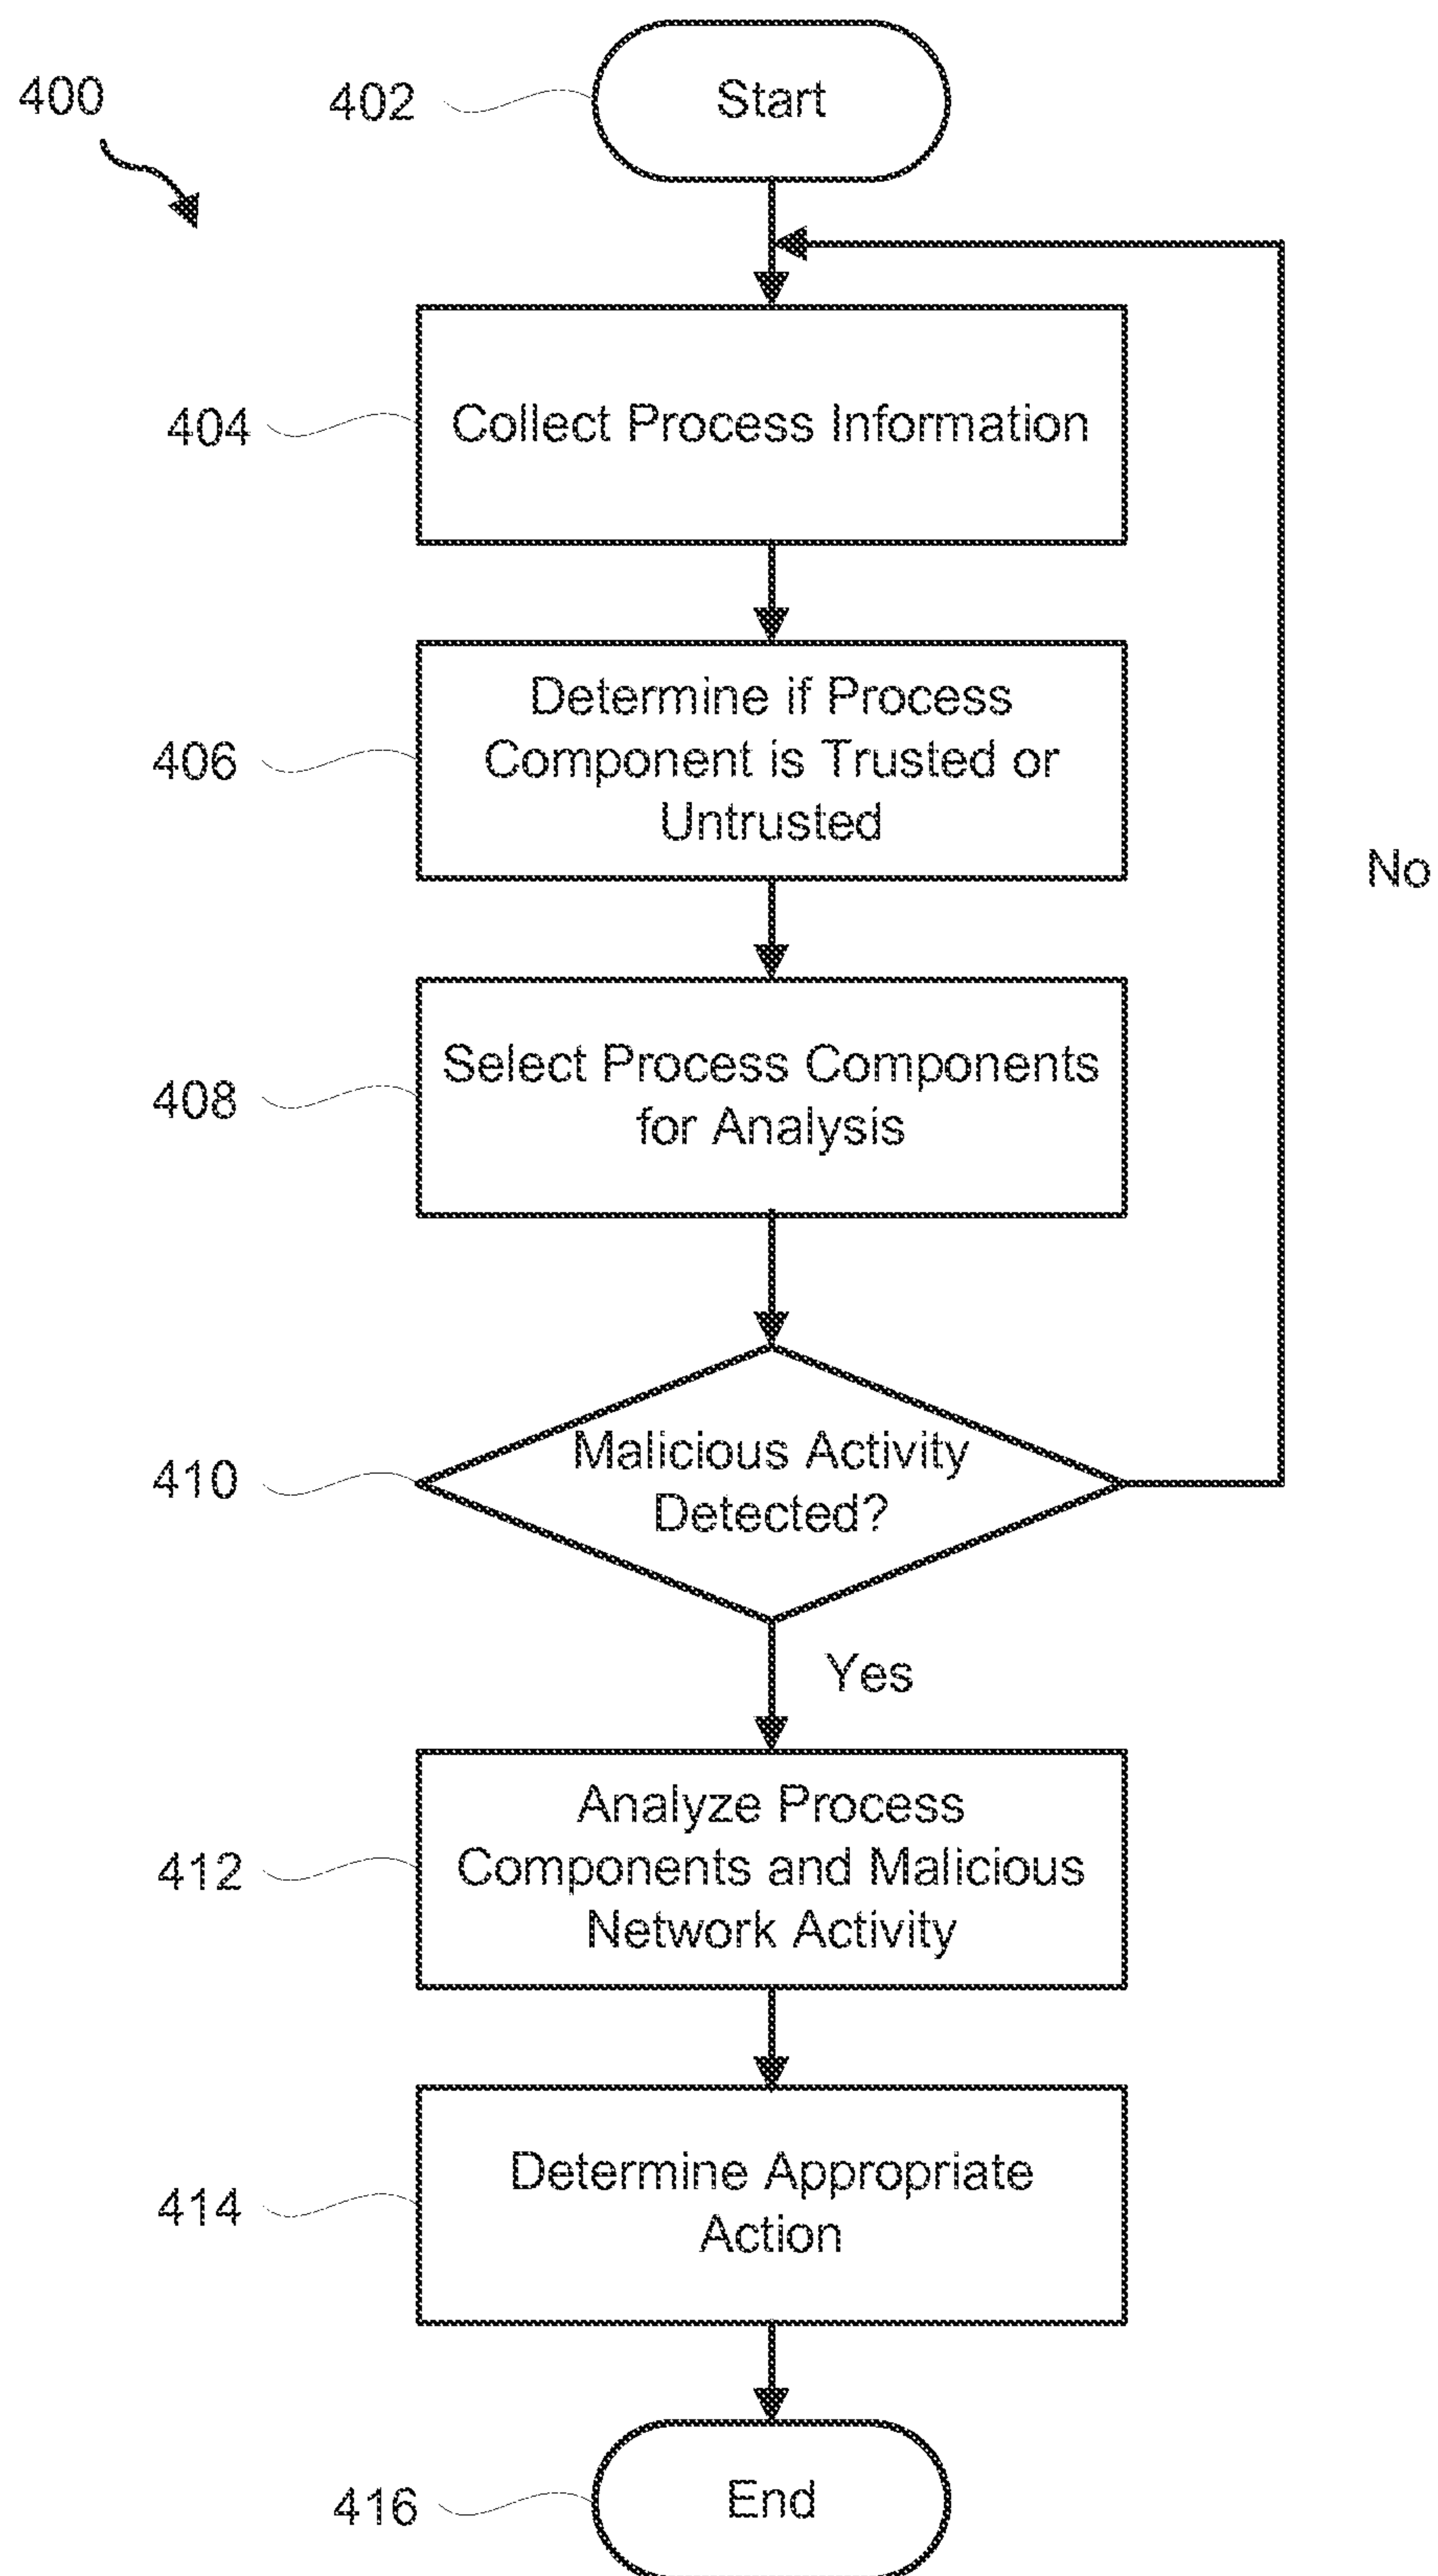 400
402
Start
404
Collect Process Information
406
Determine if Process
Component is Trusted or
Untrusted
No
408
Select Process Components
for Analysis
410
Malicious Activity
Detected?
Yes
412
Analyze Process
Components and Malicious
Network Activity
414
Determine Appropriate
Action
416
End